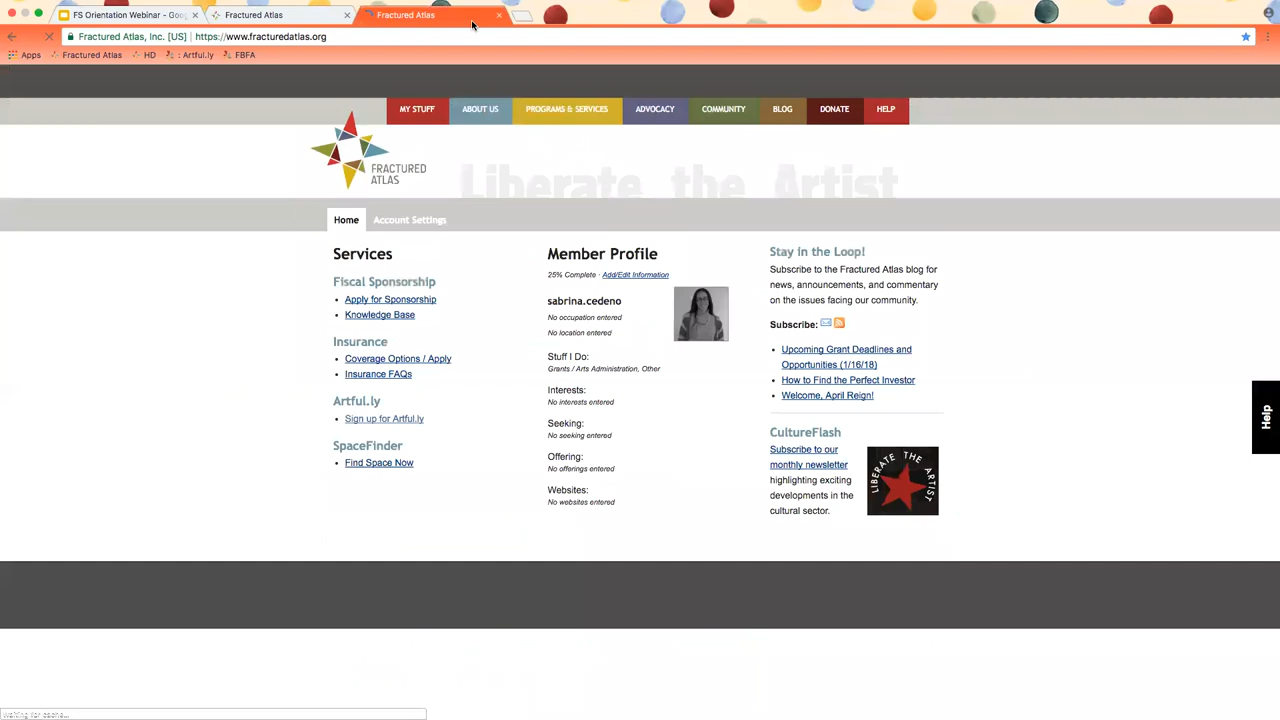 FS Orientation Webinar - Goo
Fractured Atlas
Fractured Atlas
Fractured Atlas, Inc. [US] | https://www.fracturedatlas.org
Apps Fractured Atlas HD : Artful.ly FBFA
MY STUFF ABOUT US PROGRAMS & SERVICES ADVOCACY COMMUNITY BLOG DONATE HELP
FRACTURED
ATLAS
Liberate the Artist
Home Account Settings
Services
Fiscal Sponsorship
• Apply for Sponsorship
• Knowledge Base
Insurance
• Coverage Options / Apply
• Insurance FAQs
Artful.ly
• Sign up for Artful.ly
SpaceFinder
• Find Space Now
Member Profile
25% Complete · Add/Edit Information
sabrina.cedeno
No occupation entered
No location entered
Stuff I Do:
Grants / Arts Administration, Other
Interests:
No interests entered
Seeking:
No seeking entered
Offering:
No offerings entered
Websites:
No websites entered
Stay in the Loop!
Subscribe to the Fractured Atlas blog for
news, announcements, and commentary
on the issues facing our community.
Subscribe:
• Upcoming Grant Deadlines and
Opportunities (1/16/18)
• How to Find the Perfect Investor
• Welcome, April Reign!
CultureFlash
Subscribe to our
monthly newsletter
highlighting exciting
developments in the
cultural sector.
LIBERATE THE ARTIST
Help